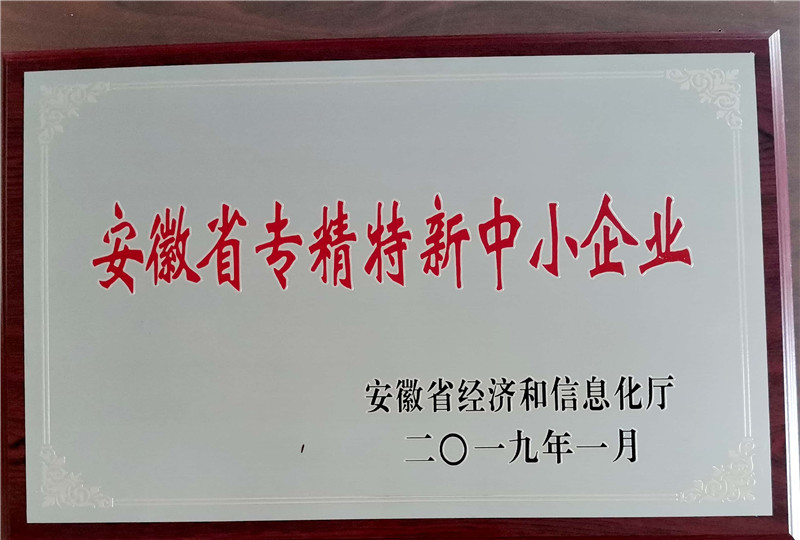 安徽省专精特新中小企业
安徽省经济和信息化厅
二〇一九年一月